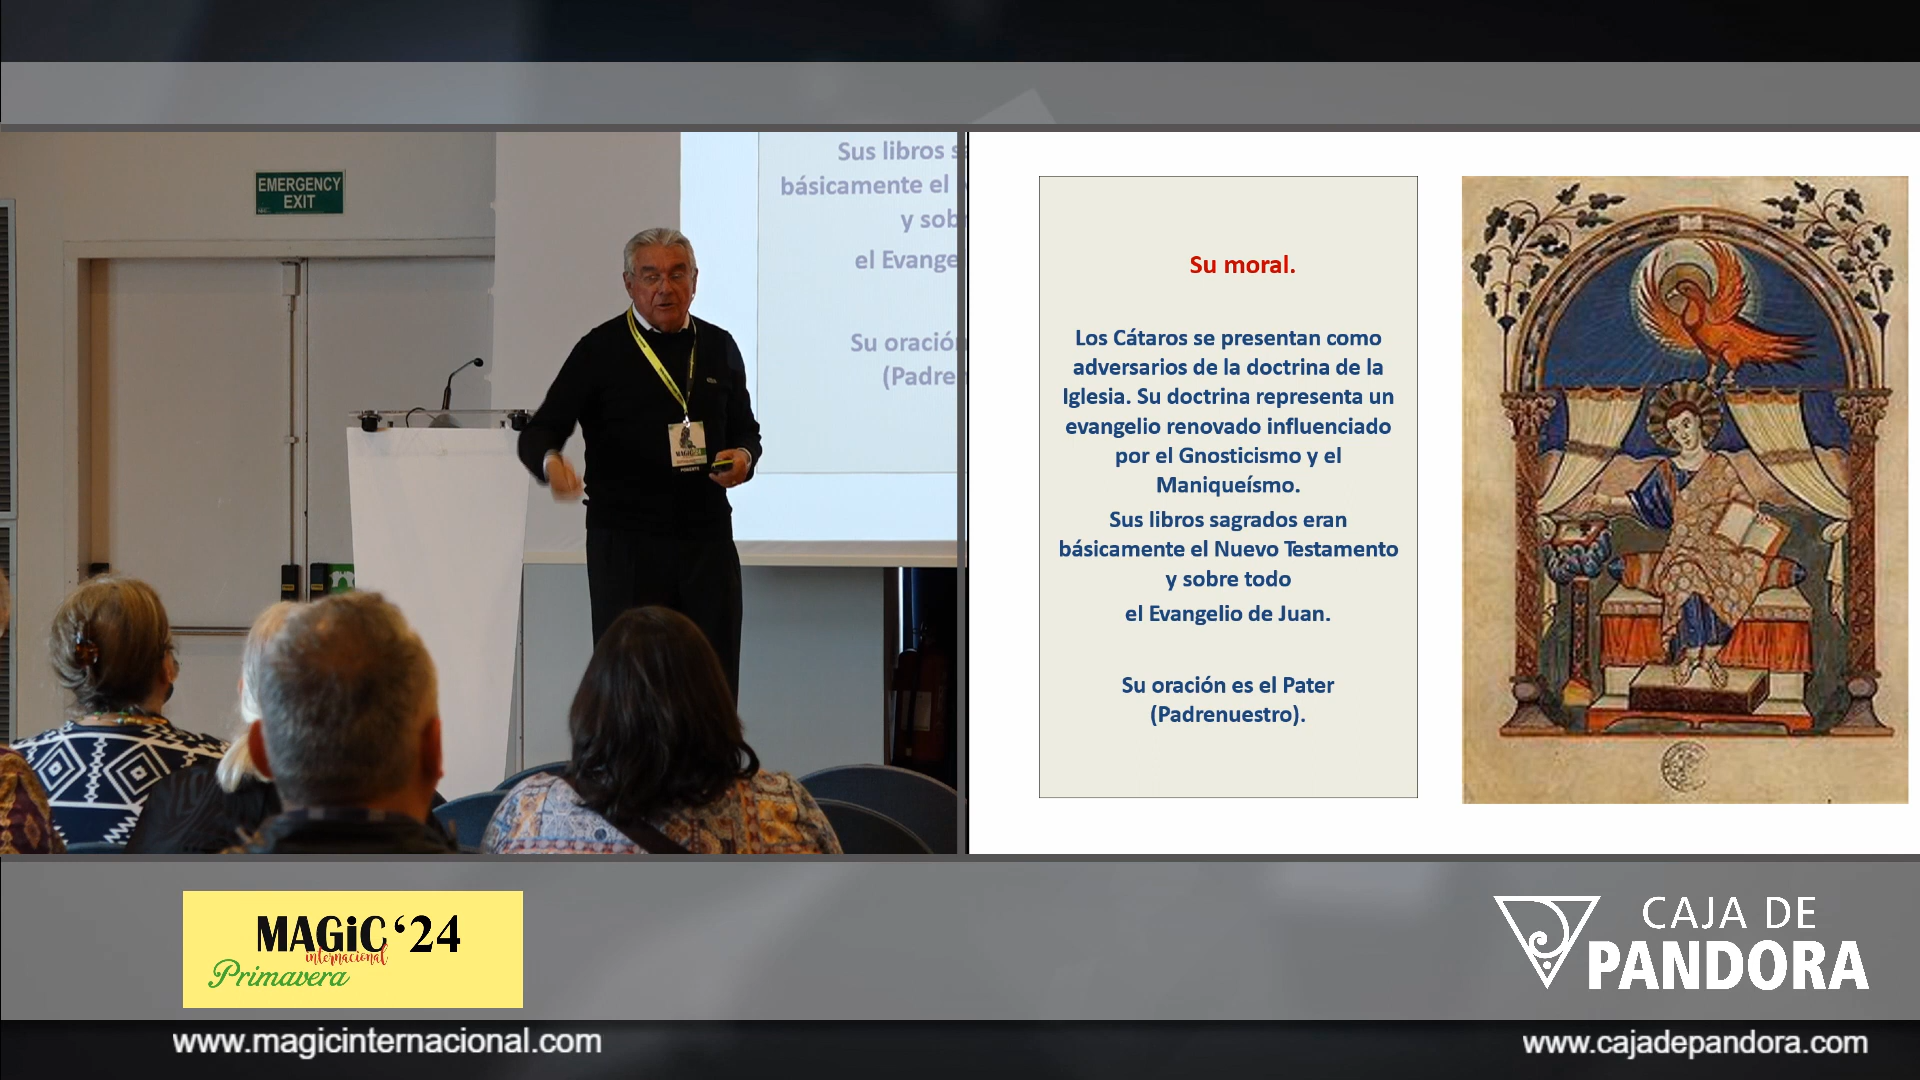 EMERGENCY
EXIT
Sus libros s
básicamente el
y sob
el Evange
Su oración
(Padre
MAGIC
PONENTE
Su moral.
Los Cátaros se presentan como
adversarios de la doctrina de la
Iglesia. Su doctrina representa un
evangelio renovado influenciado
por el Gnosticismo y el
Maniqueísmo.
Sus libros sagrados eran
básicamente el Nuevo Testamento
y sobre todo
el Evangelio de Juan.
Su oración es el Pater
(Padrenuestro).
MAGiC '24
internacional
Primavera
CAJA DE
PANDORA
www.magicinternacional.com
www.cajadepandora.com